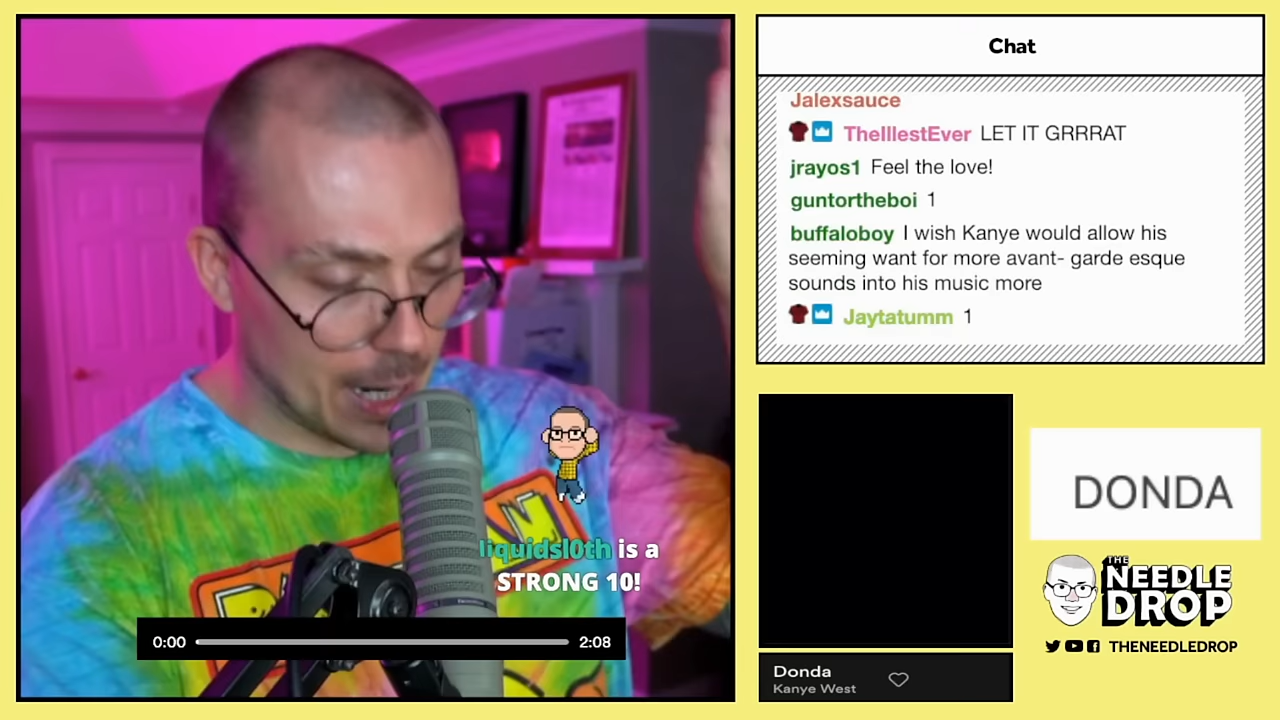 Chat
Jalexsauce
TheIllestEver LET IT GRRRAT
jrayos1 Feel the love!
guntortheboi 1
buffaloboy I wish Kanye would allow his
seeming want for more avant- garde esque
sounds into his music more
Jaytatumm 1
liquidsl0th is a
STRONG 10!
0:00 2:08
DONDA
THE
NEEDLE
DROP
THENEEDLEDROP
Donda
Kanye West